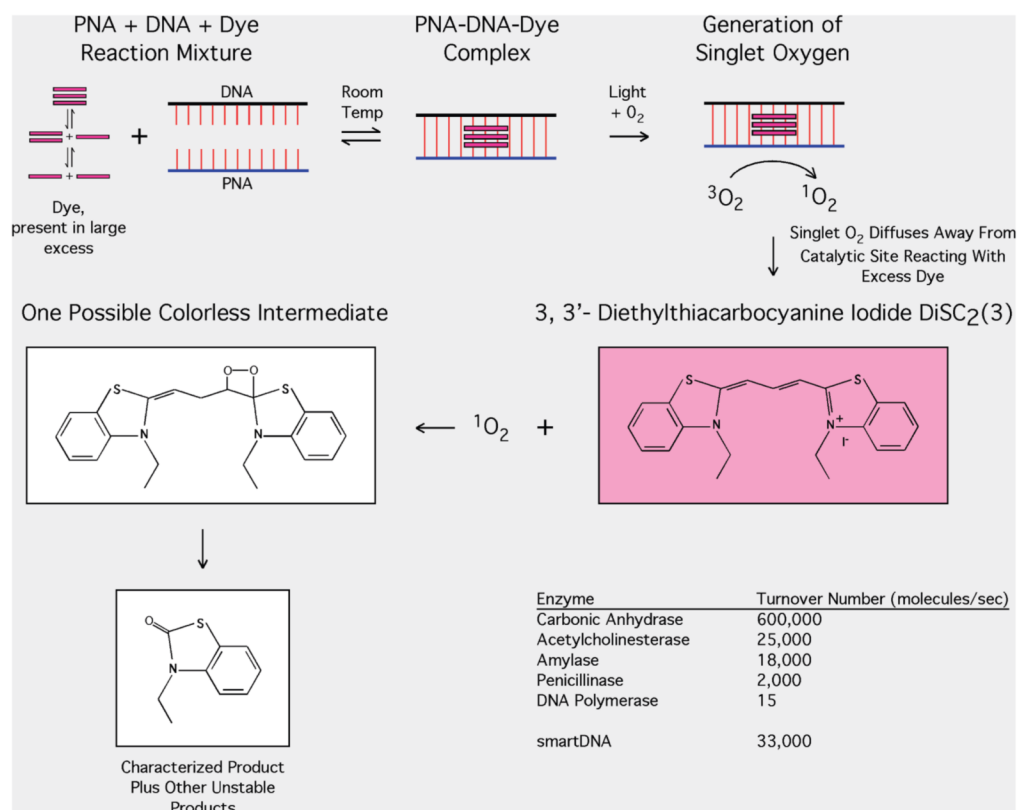 PNA + DNA + Dye
Reaction Mixture
PNA-DNA-Dye
Complex
Generation of
Singlet Oxygen
DNA
PNA
+
+
+
Dye,
present in large
excess
Room
Temp
Light
+ O₂
³O₂
¹O₂
Singlet O₂ Diffuses Away From
Catalytic Site Reacting With
Excess Dye
One Possible Colorless Intermediate
3, 3'- Diethylthiacarbocyanine Iodide DiSC₂(3)
O O
S
S
N
N
¹O₂ +
S
S
N
N+
I-
O
S
N
Characterized Product
Plus Other Unstable
Products
Enzyme Turnover Number (molecules/sec)
Carbonic Anhydrase 600,000
Acetylcholinesterase 25,000
Amylase 18,000
Penicillinase 2,000
DNA Polymerase 15
smartDNA 33,000